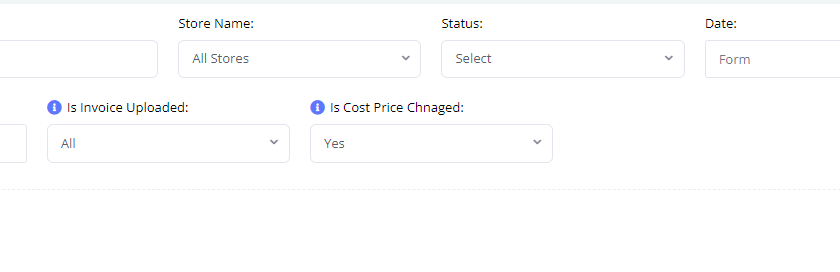 Store Name:
Status:
Date:
All Stores
Select
Form
Is Invoice Uploaded:
Is Cost Price Chnaged:
All
Yes